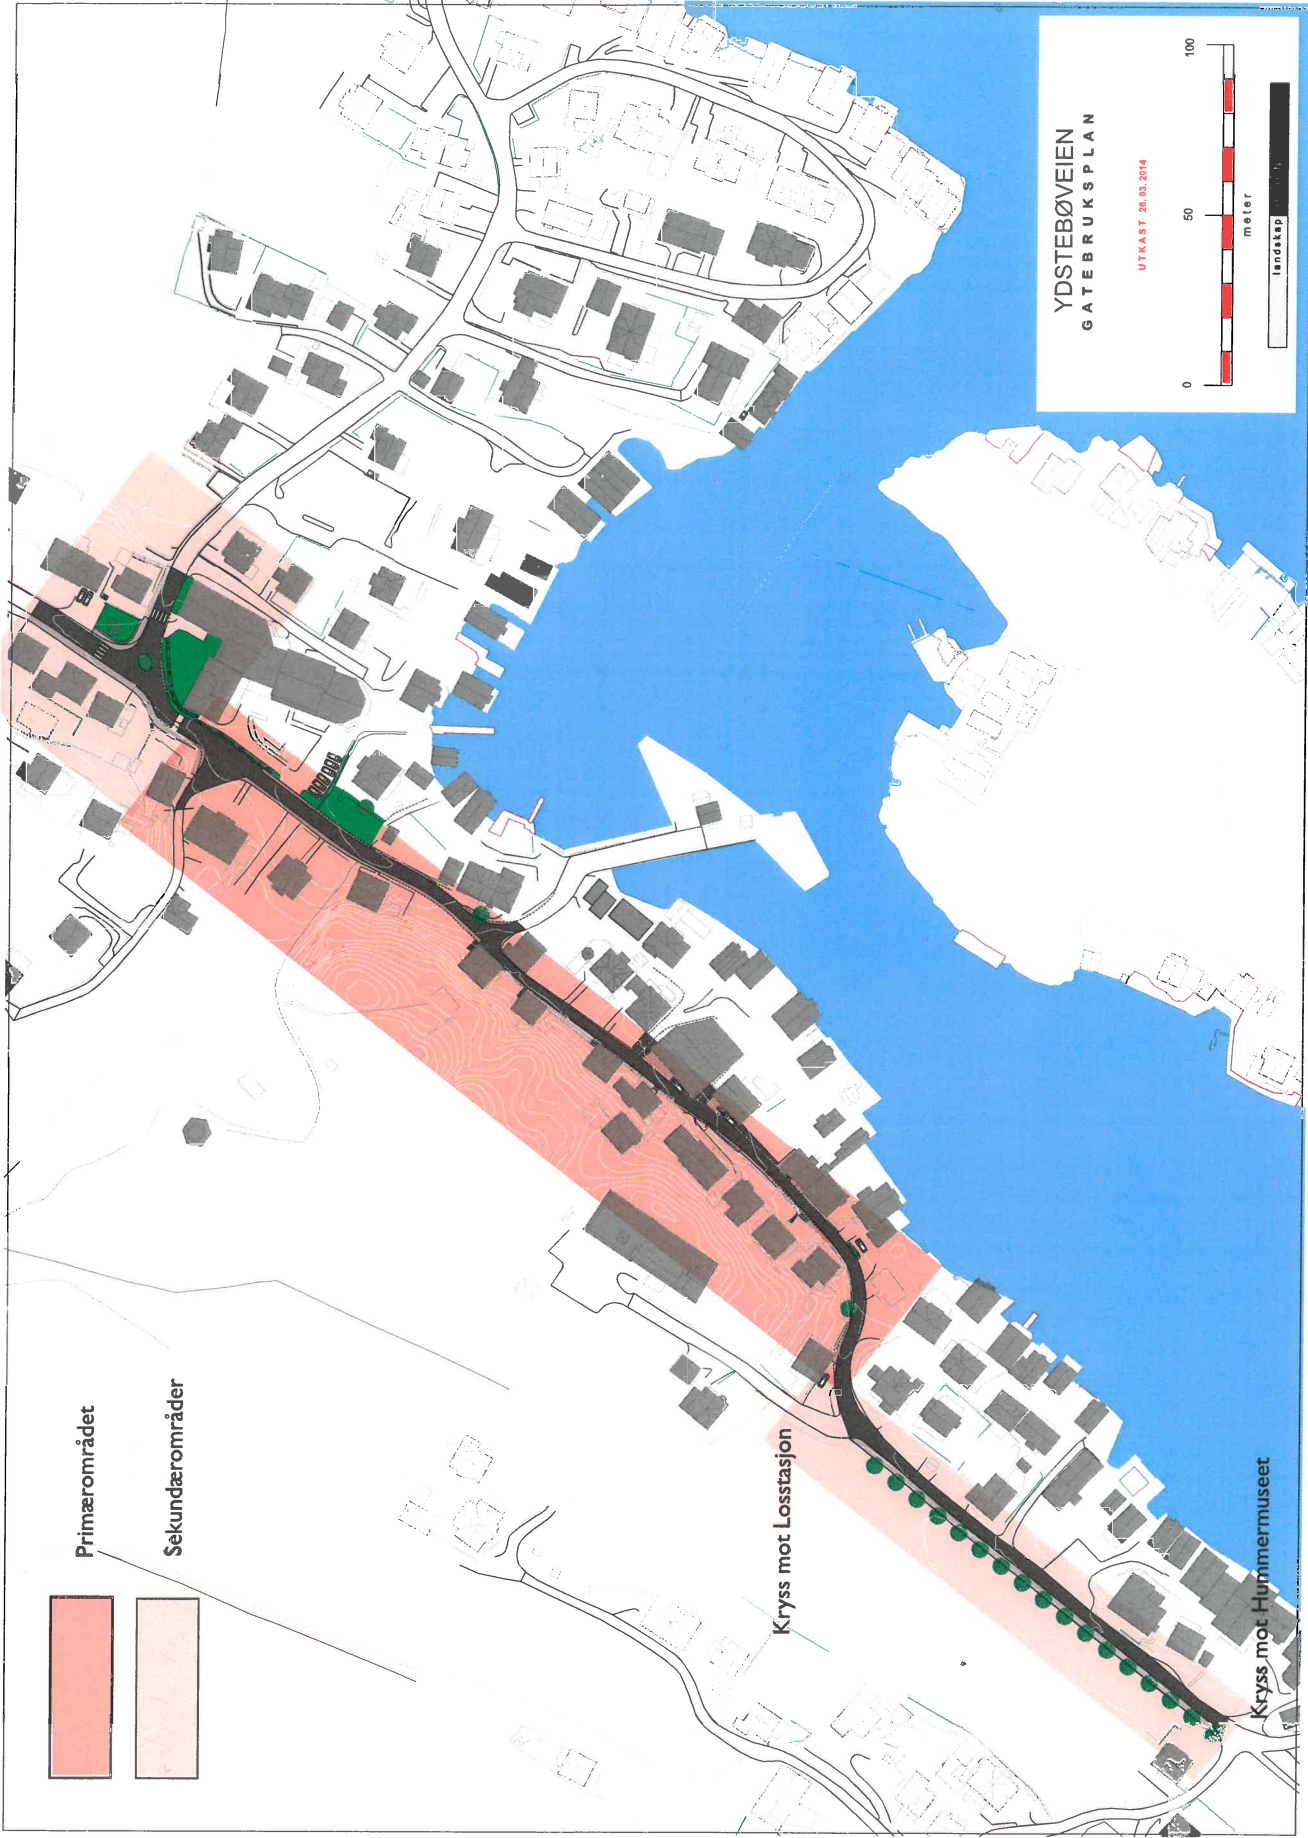 Primærområdet
Sekundærområder
Kryss mot Losstasjon
Kryss mot Hummermuseet
YDSTEBØVEIEN
GATEBRUKSPLAN
UTKAST 26.03.2014
0 50 100
meter
landskap